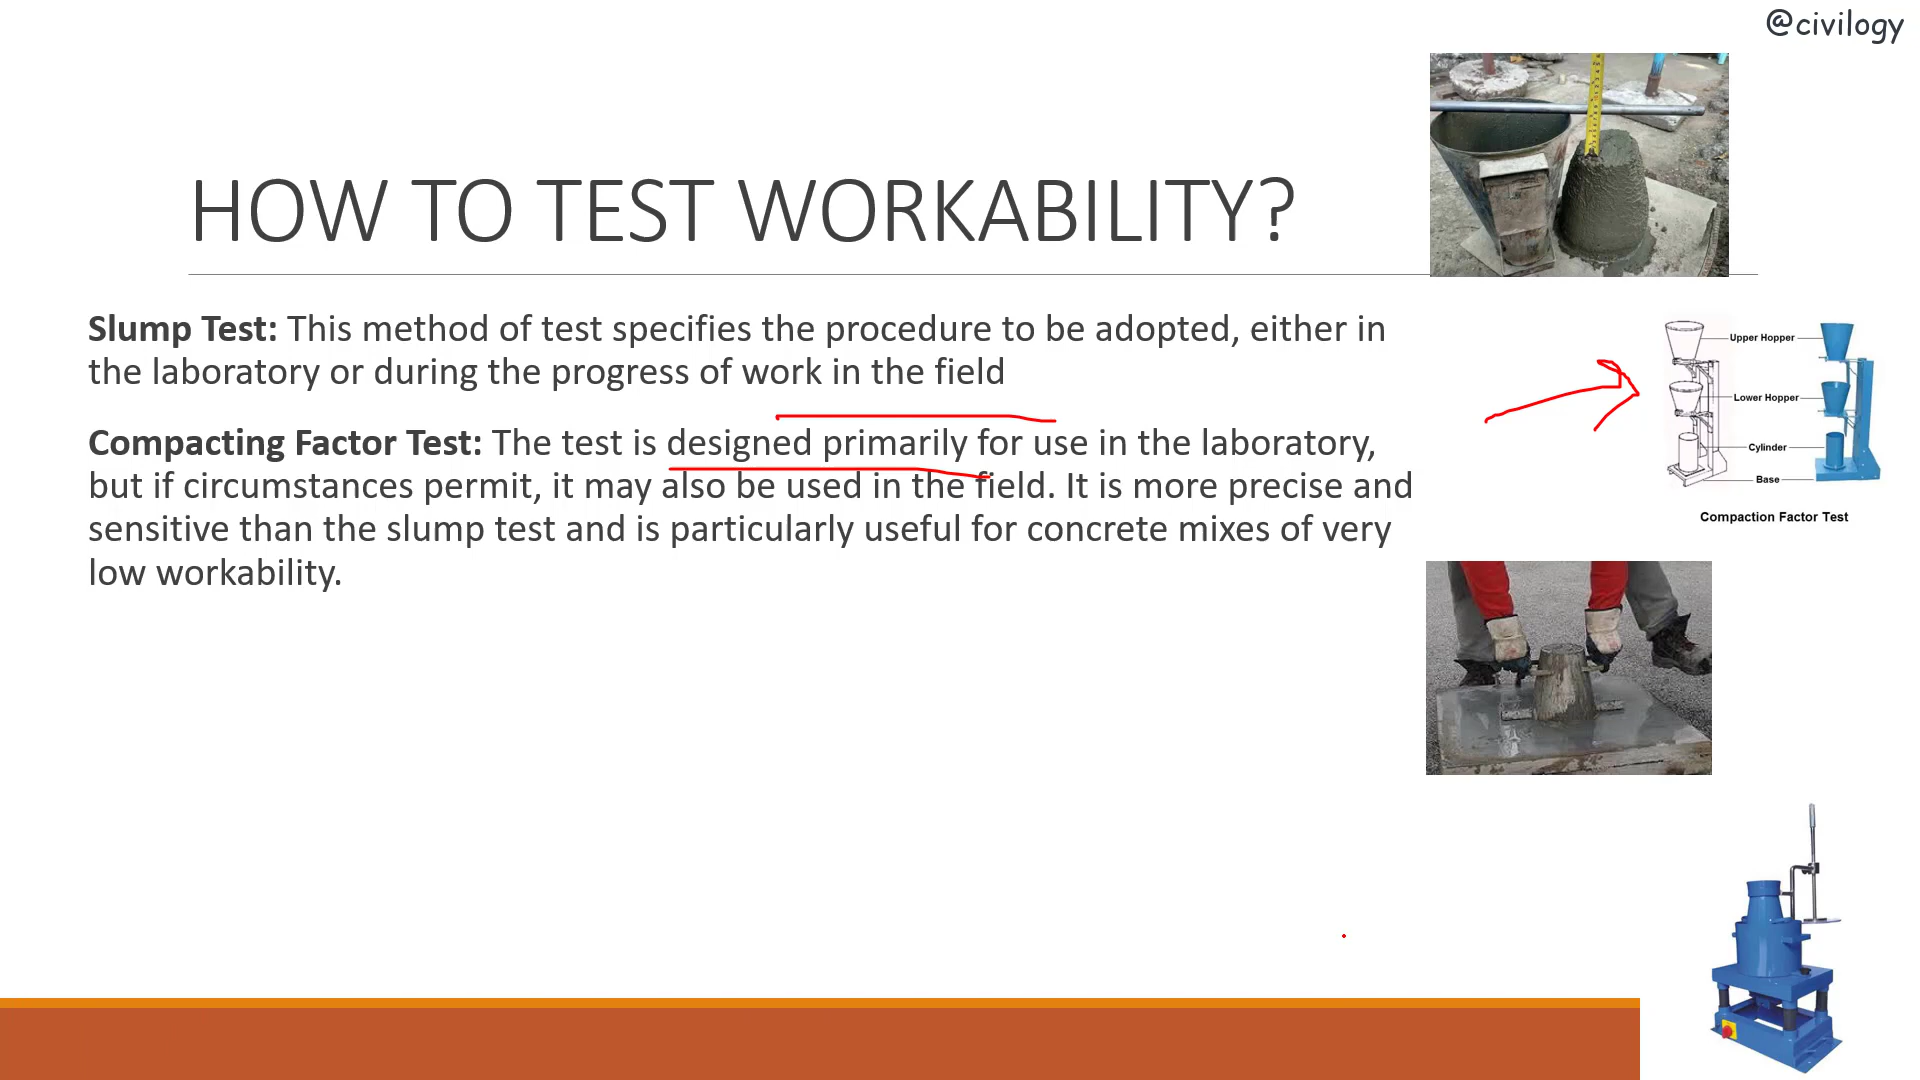 @civilogy
HOW TO TEST WORKABILITY?
Slump Test: This method of test specifies the procedure to be adopted, either in
the laboratory or during the progress of work in the field
Compacting Factor Test: The test is designed primarily for use in the laboratory,
but if circumstances permit, it may also be used in the field. It is more precise and
sensitive than the slump test and is particularly useful for concrete mixes of very
low workability.
Upper Hopper
Lower Hopper
Cylinder
Base
Compaction Factor Test